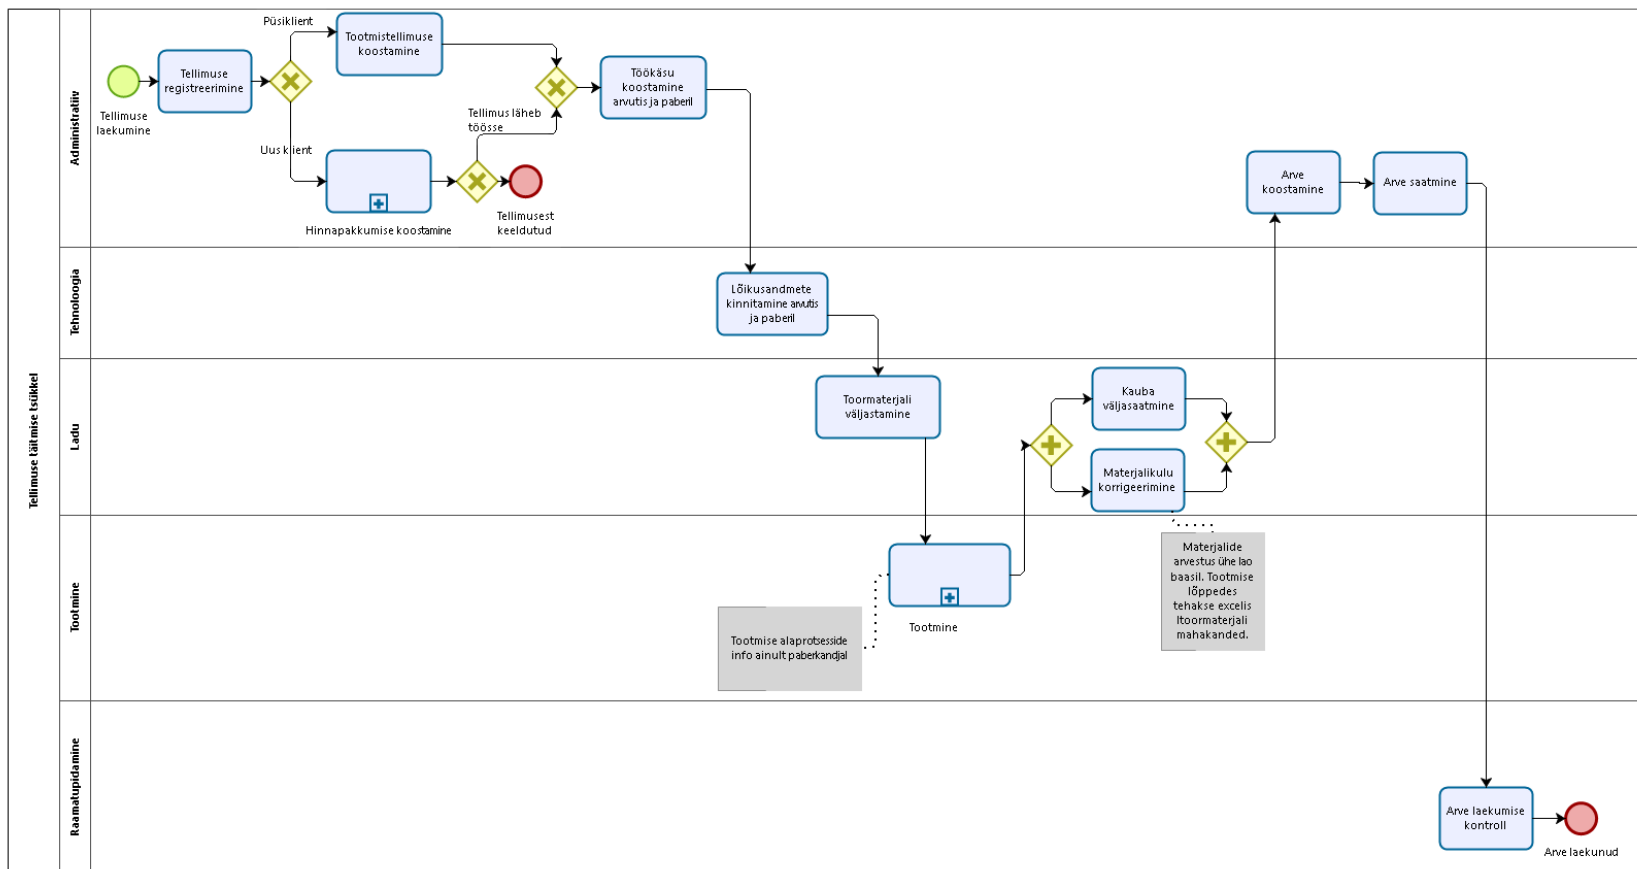 Tellimuse täitmise tsükkel
Administratiiv
Tellimuse
laekumine
Tellimuse
registreerimine
Püsiklient
Uus klient
Tootmistellimuse
koostamine
Hinnapakkumise koostamine
Tellimus läheb
töösse
Tellimusest
keeldutud
Töökäsu
koostamine
arvutis ja paberil
Arve
koostamine
Arve saatmine
Tehnoloogia
Lõikusandmete
kinnitamine arvutis
ja paberil
Ladu
Toormaterjali
väljastamine
Kauba
väljasaatmine
Materjalikulu
korrigeerimine
Tootmine
Tootmine
Tootmise alaprotsesside
info ainult paberkandjal
Materjalide
arvestus ühe lao
baasil. Tootmise
lõppedes
tehakse excelis
ltoormaterjali
mahakanded.
Raamatupidamine
Arve laekumise
kontroll
Arve laekunud